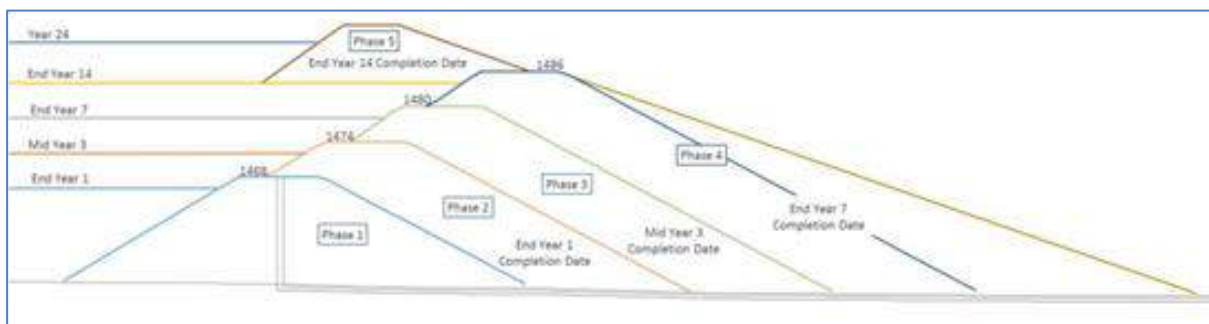 Year 24
Phase 5
End Year 14 Completion Date
1486
End Year 14
1480
End Year 7
1474
Mid Year 3
Phase 4
1468
End Year 1
Phase 3
Phase 2
Phase 1
End Year 7
Completion Date
Mid Year 3
Completion Date
End Year 1
Completion Date